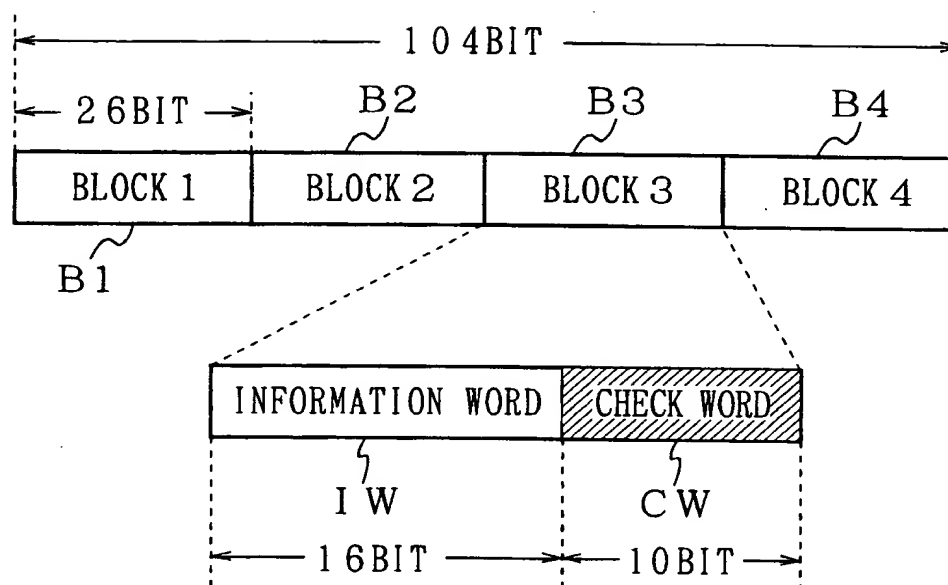 104BIT
26BIT
B2
B3
B4
BLOCK 1
BLOCK 2
BLOCK 3
BLOCK 4
B1
INFORMATION WORD
CHECK WORD
IW
CW
16BIT
10BIT